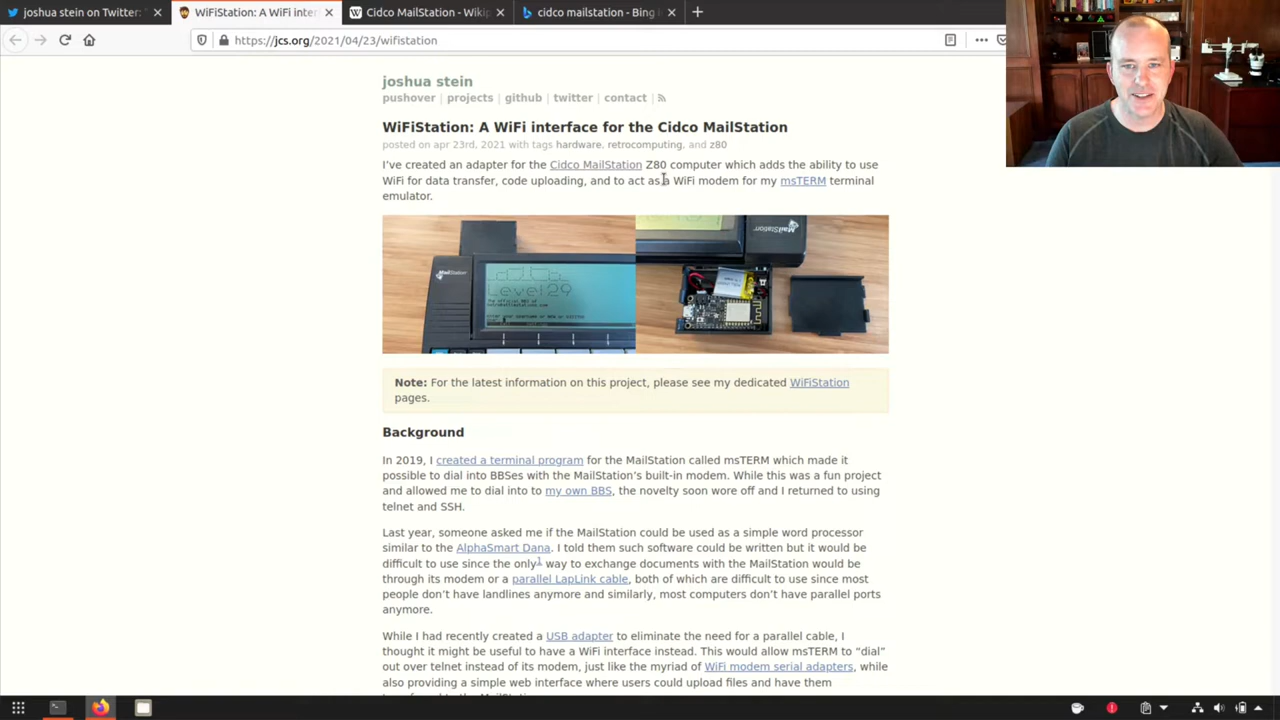 joshua stein on Twitter: "
WiFiStation: A WiFi inter
Cidco MailStation - Wikip
cidco mailstation - Bing
https://jcs.org/2021/04/23/wifistation
joshua stein
pushover | projects | github | twitter | contact |
WiFiStation: A WiFi interface for the Cidco MailStation
posted on apr 23rd, 2021 with tags hardware, retrocomputing, and z80
I've created an adapter for the Cidco MailStation Z80 computer which adds the ability to use
WiFi for data transfer, code uploading, and to act as a WiFi modem for my msTERM terminal
emulator.
MailStation
Level 29
MailStation
Note: For the latest information on this project, please see my dedicated WiFiStation
pages.
Background
In 2019, I created a terminal program for the MailStation called msTERM which made it
possible to dial into BBSes with the MailStation's built-in modem. While this was a fun project
and allowed me to dial into to my own BBS, the novelty soon wore off and I returned to using
telnet and SSH.
Last year, someone asked me if the MailStation could be used as a simple word processor
similar to the AlphaSmart Dana. I told them such software could be written but it would be
difficult to use since the only1 way to exchange documents with the MailStation would be
through its modem or a parallel LapLink cable, both of which are difficult to use since most
people don't have landlines anymore and similarly, most computers don't have parallel ports
anymore.
While I had recently created a USB adapter to eliminate the need for a parallel cable, I
thought it might be useful to have a WiFi interface instead. This would allow msTERM to "dial"
out over telnet instead of its modem, just like the myriad of WiFi modem serial adapters, while
also providing a simple web interface where users could upload files and have them